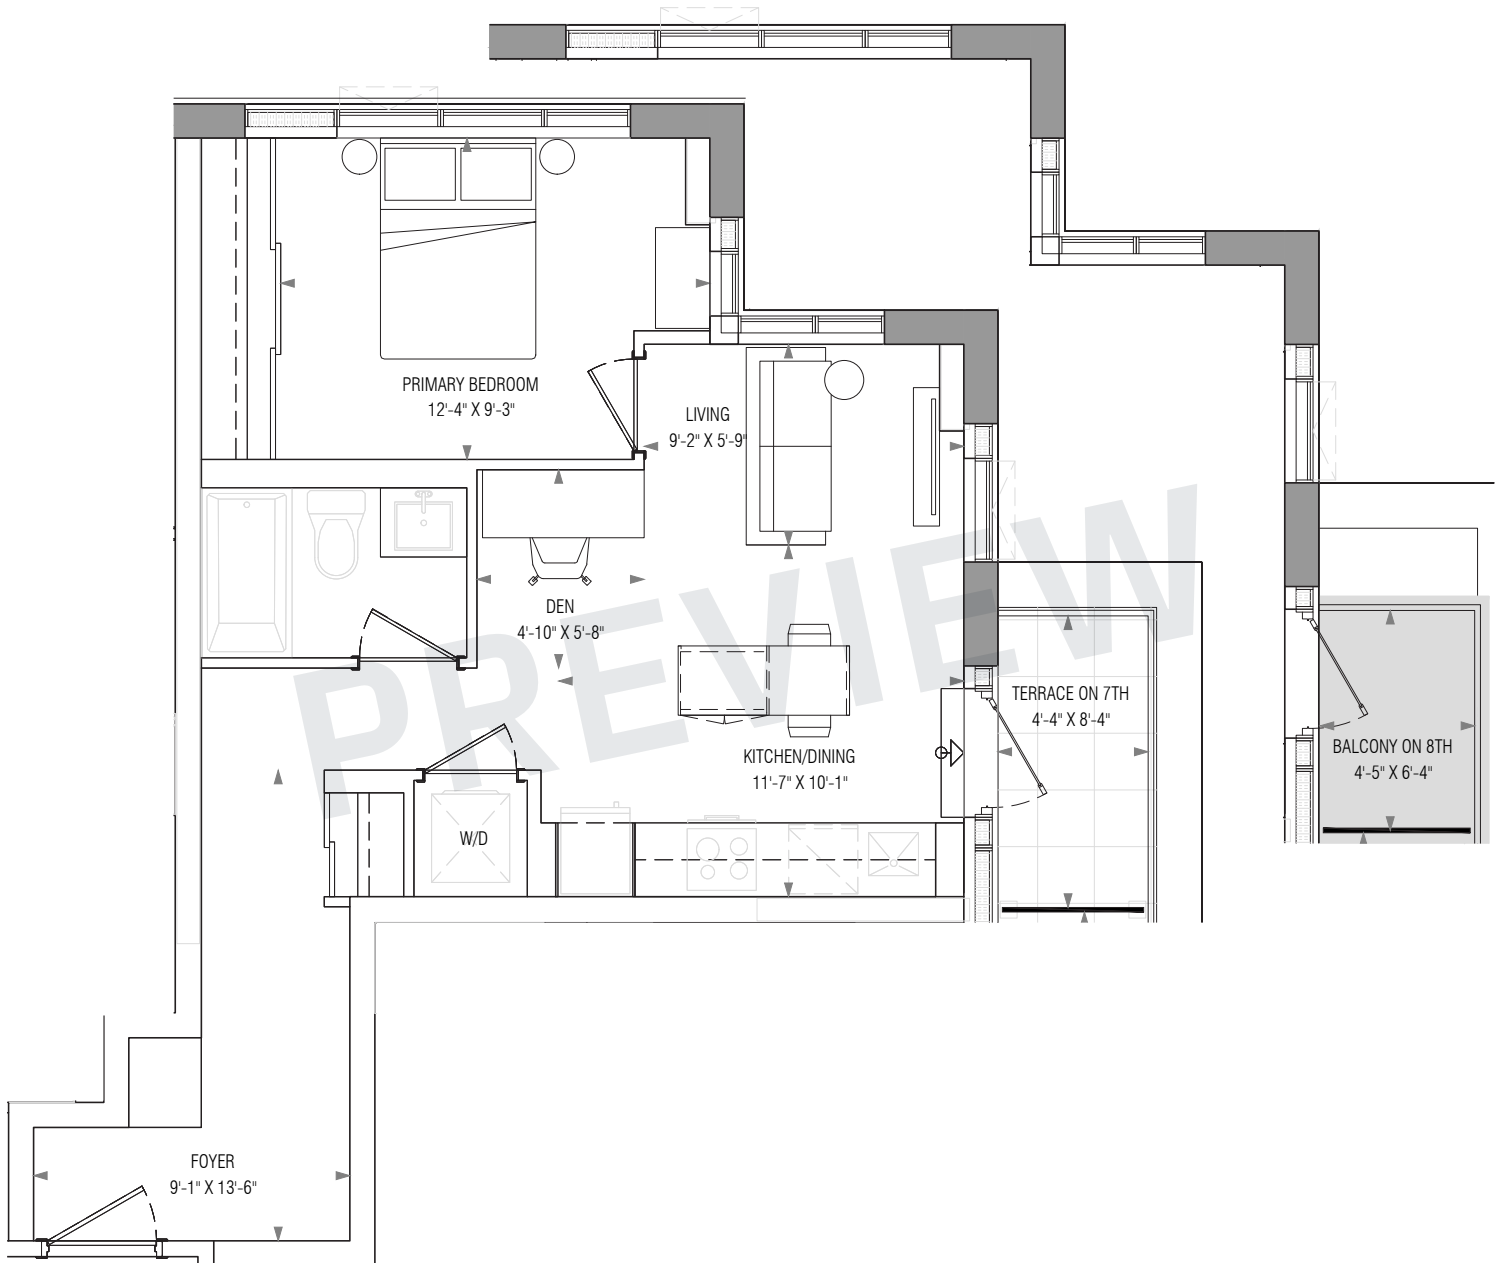 PRIMARY BEDROOM
12'-4" X 9'-3"
LIVING
9'-2" X 5'-9"
DEN
4'-10" X 5'-8"
PREVIEW
TERRACE ON 7TH
4'-4" X 8'-4"
KITCHEN/DINING
11'-7" X 10'-1"
BALCONY ON 8TH
4'-5" X 6'-4"
W/D
FOYER
9'-1" X 13'-6"